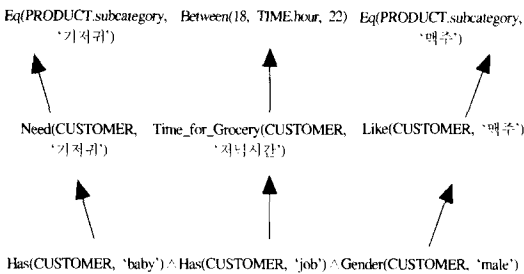 Eq(PRODUCT.subcategory, Between(18, TIME.hour, 22) Eq(PRODUCT.subcategory,
‘기저귀’) ‘맥주’)
Need(CUSTOMER, Time_for_Grocery(CUSTOMER, Like(CUSTOMER, ‘맥주’)
‘기저귀’) ‘저녁시간’)
Has(CUSTOMER, ‘baby’)∧Has(CUSTOMER, ‘job’)∧Gender(CUSTOMER, ‘male’)